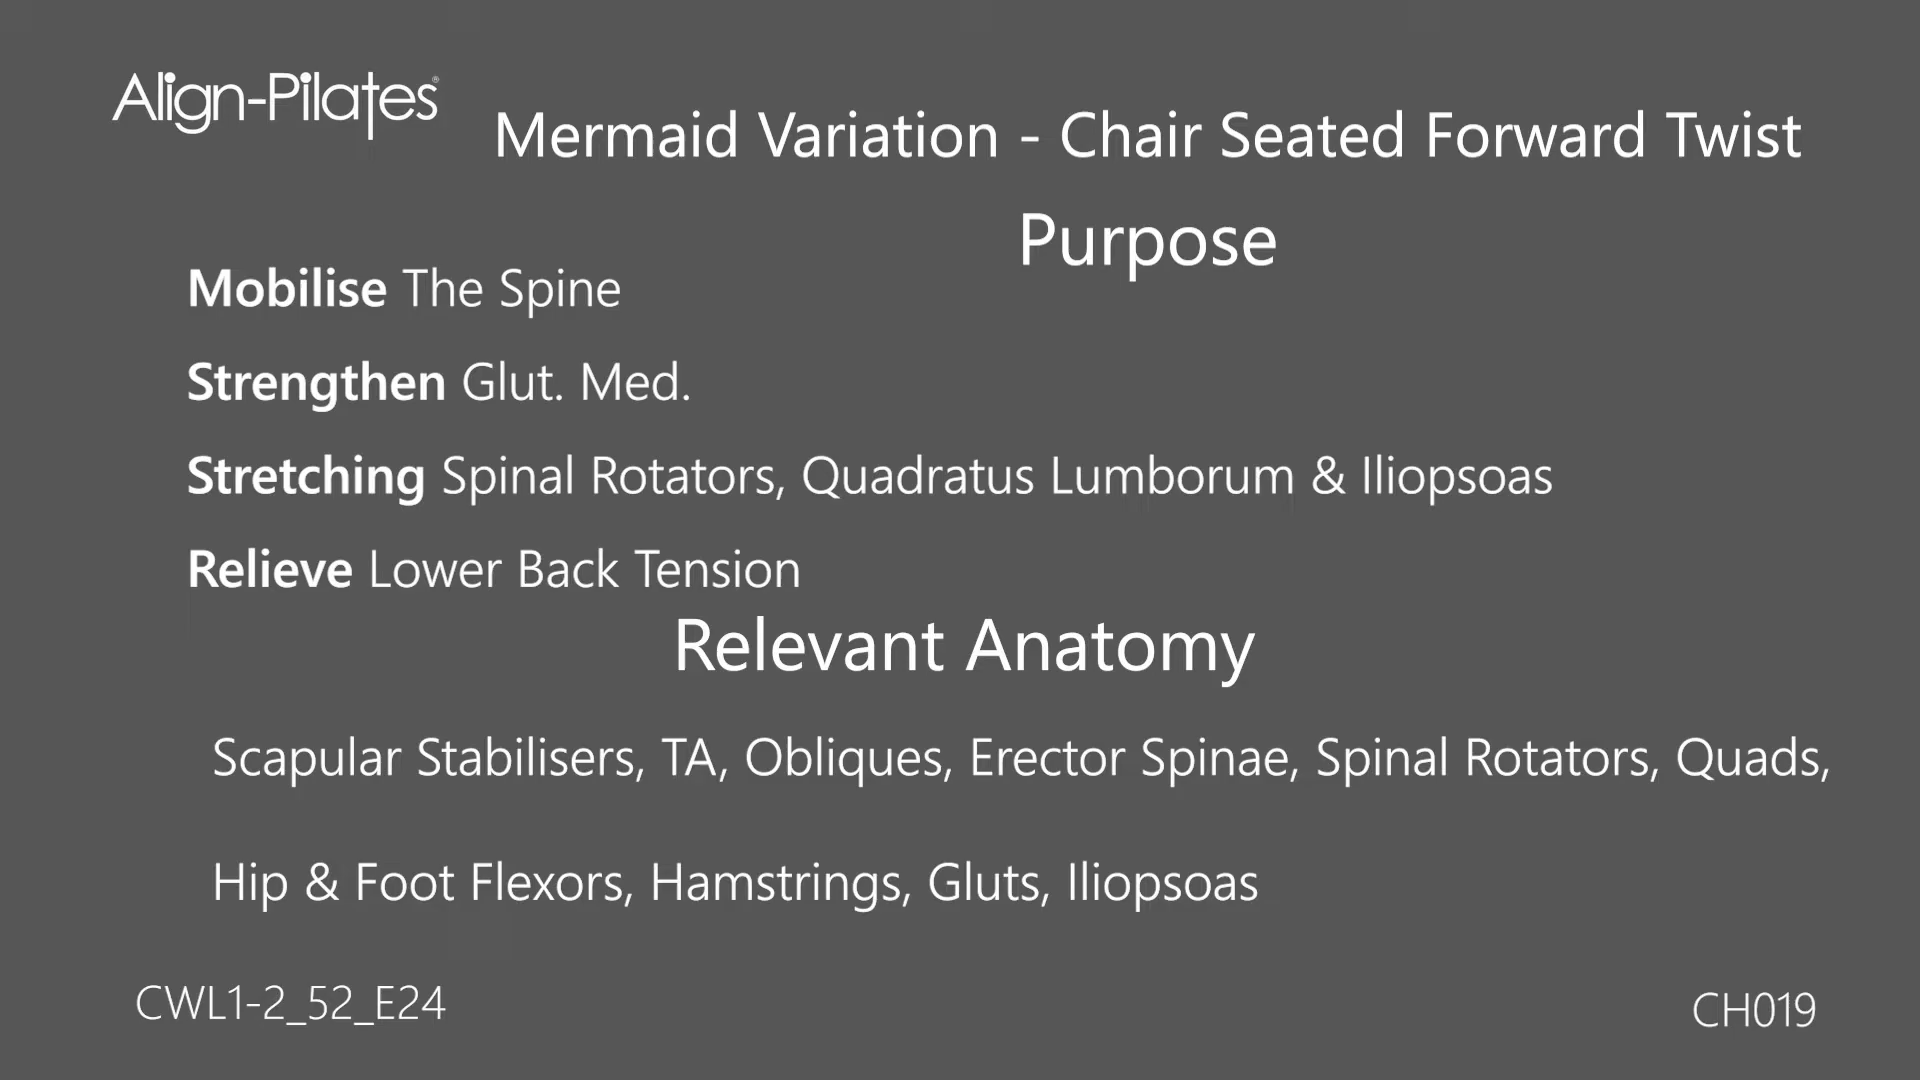 Align-Pilates®
Mermaid Variation - Chair Seated Forward Twist
Purpose
Mobilise The Spine
Strengthen Glut. Med.
Stretching Spinal Rotators, Quadratus Lumborum & Iliopsoas
Relieve Lower Back Tension
Relevant Anatomy
Scapular Stabilisers, TA, Obliques, Erector Spinae, Spinal Rotators, Quads,
Hip & Foot Flexors, Hamstrings, Gluts, Iliopsoas
CWL1-2_52_E24
CH019